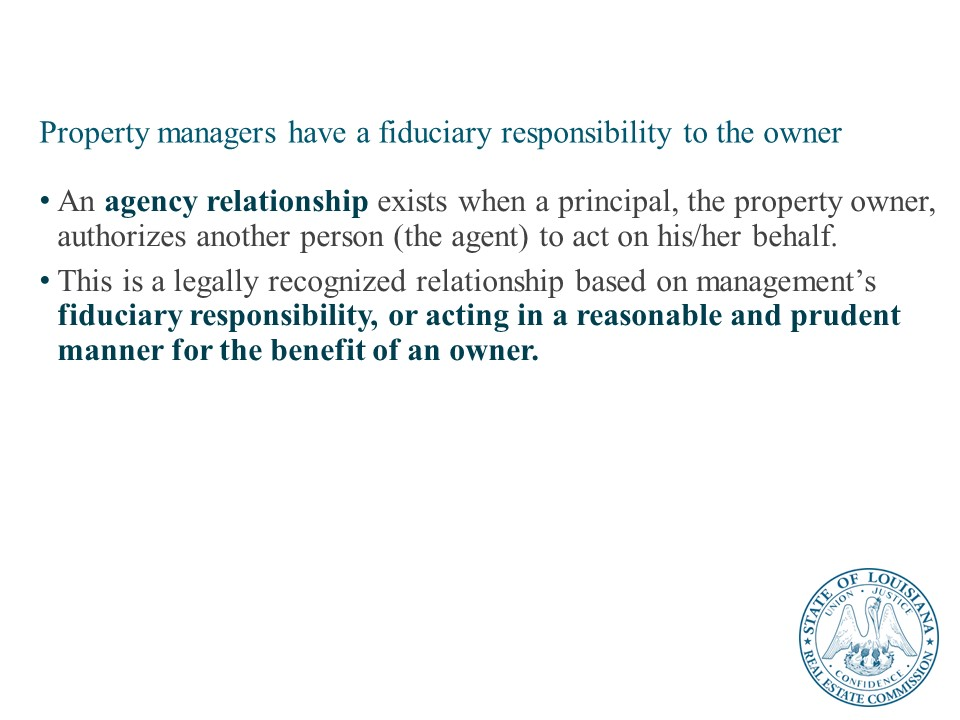 Property managers have a fiduciary responsibility to the owner
• An agency relationship exists when a principal, the property owner,
authorizes another person (the agent) to act on his/her behalf.
• This is a legally recognized relationship based on management’s
fiduciary responsibility, or acting in a reasonable and prudent
manner for the benefit of an owner.
STATE OF LOUISIANA
UNION · JUSTICE
CONFIDENCE
REAL ESTATE COMMISSION